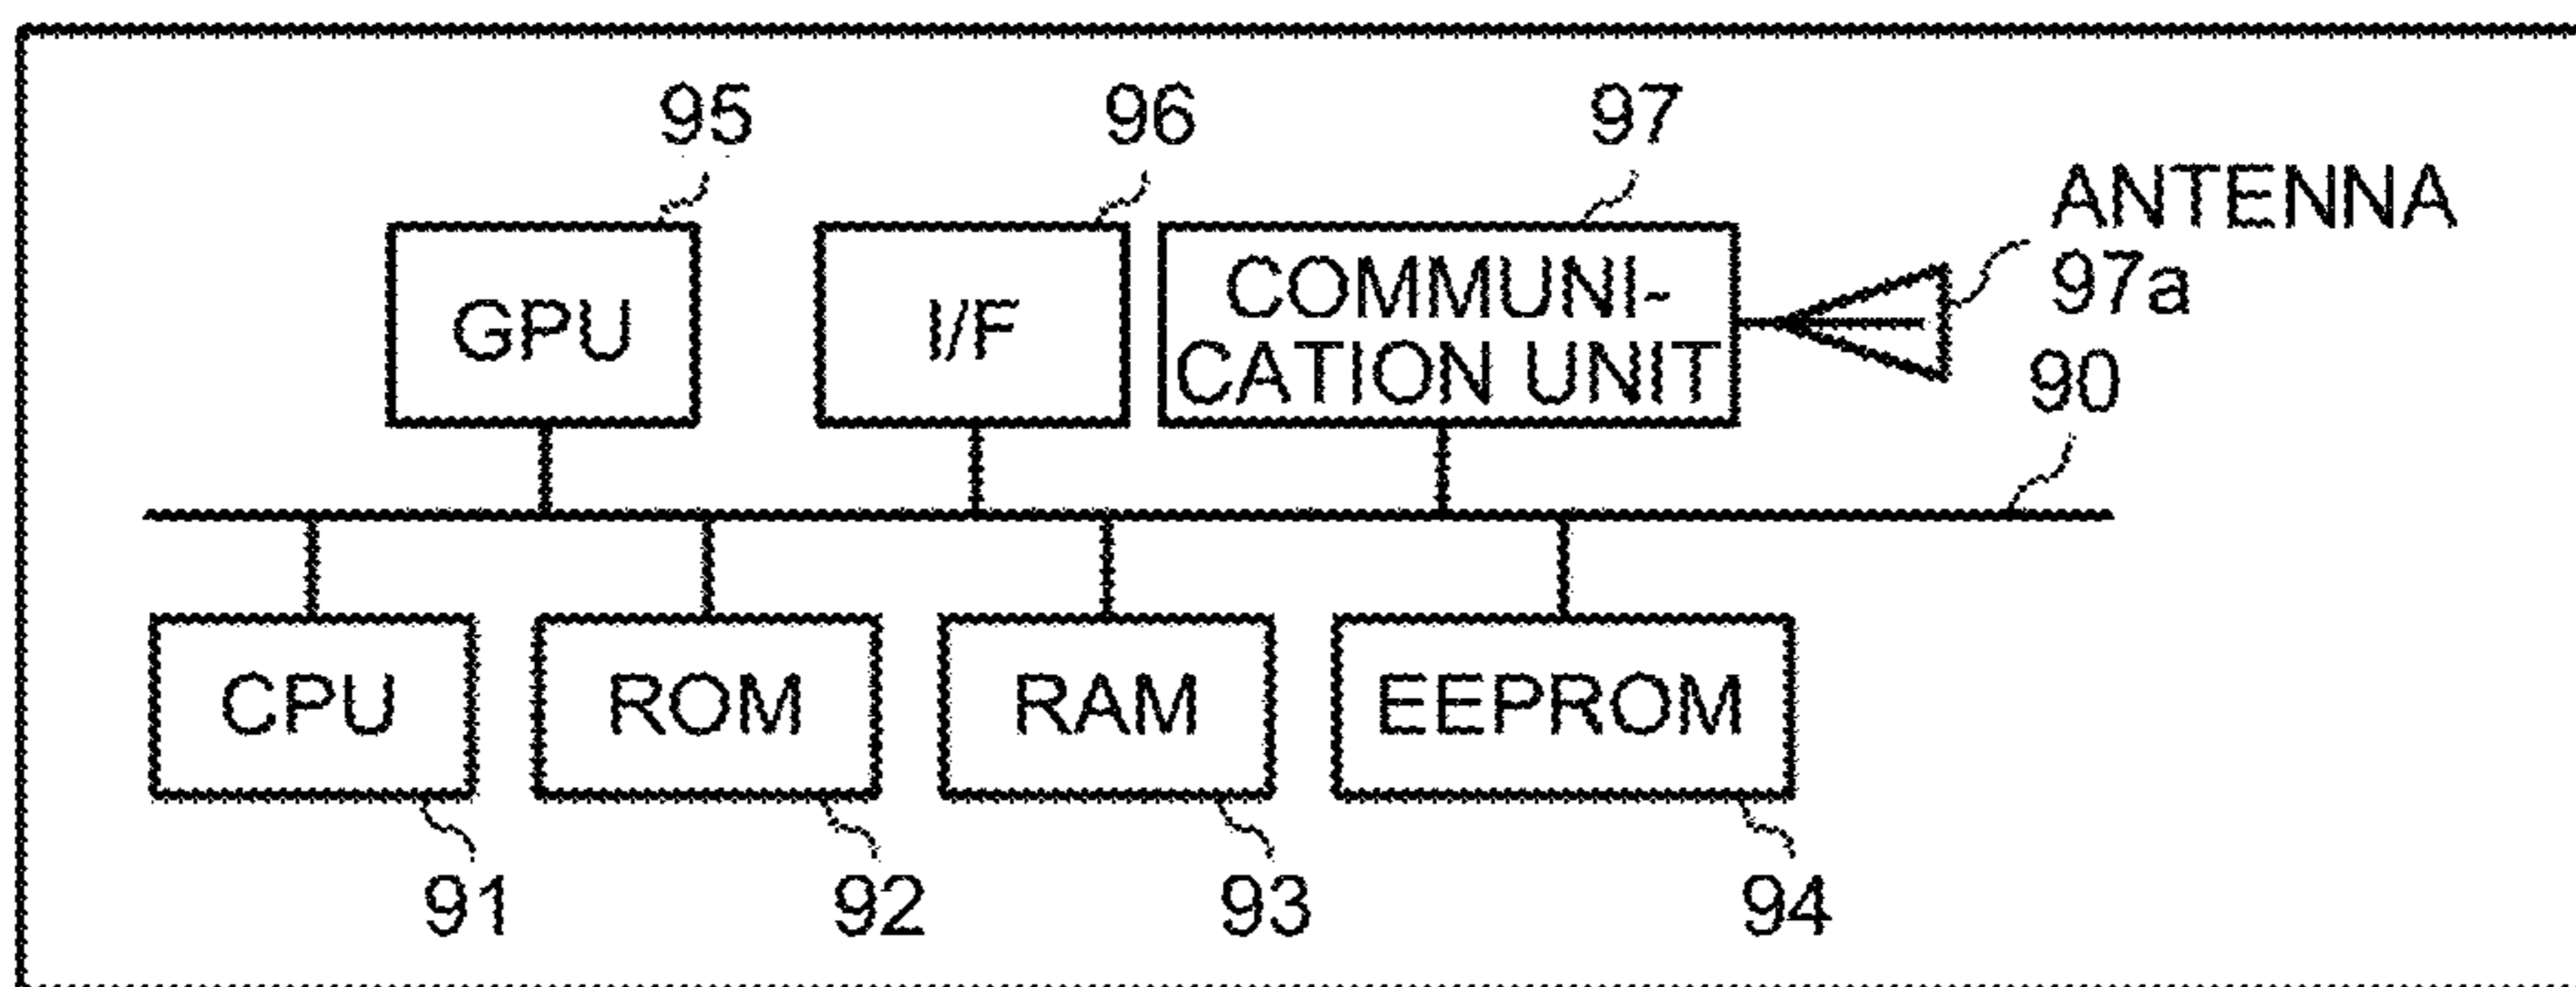 95
96
97
ANTENNA
97a
GPU
I/F
COMMUNI-
CATION UNIT
90
CPU
ROM
RAM
EEPROM
91
92
93
94